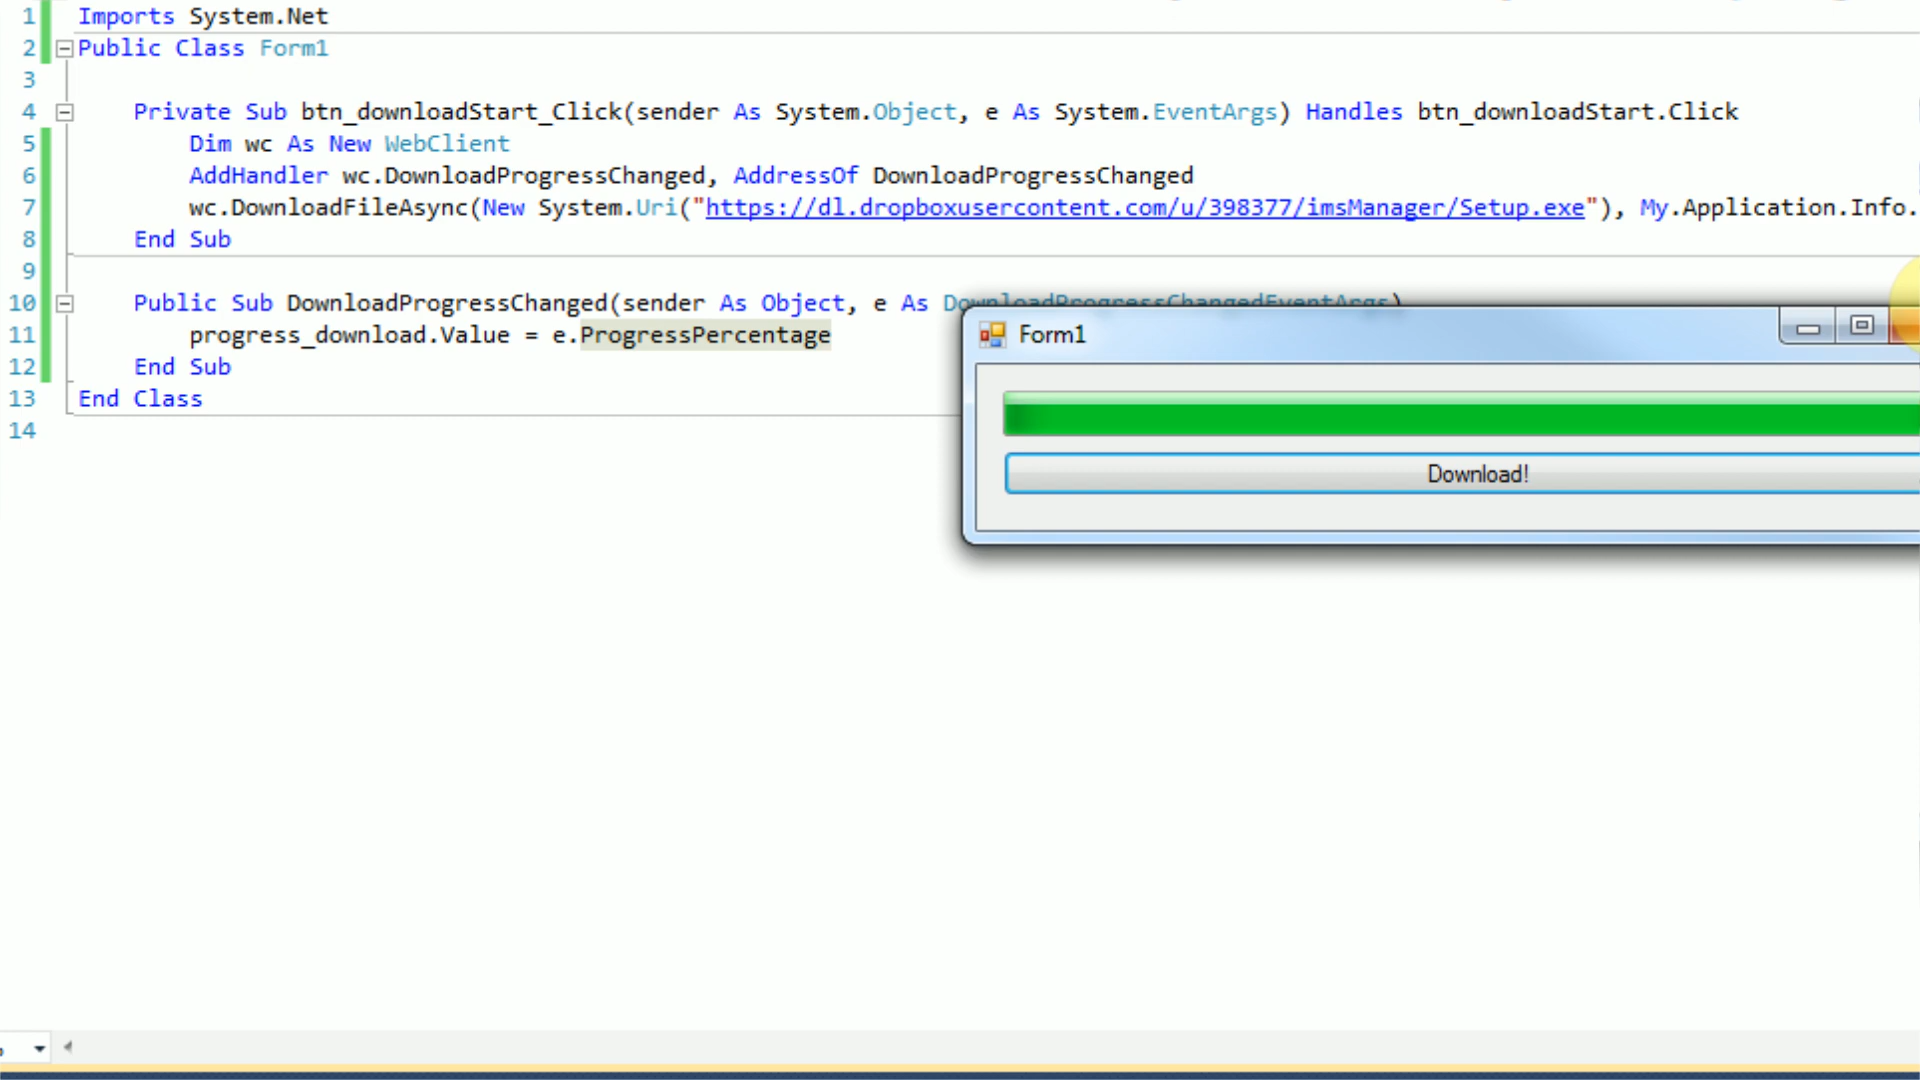 1 Imports System.Net
2 Public Class Form1
3
4 Private Sub btn_downloadStart_Click(sender As System.Object, e As System.EventArgs) Handles btn_downloadStart.Click
5 Dim wc As New WebClient
6 AddHandler wc.DownloadProgressChanged, AddressOf DownloadProgressChanged
7 wc.DownloadFileAsync(New System.Uri("https://dl.dropboxusercontent.com/u/398377/imsManager/Setup.exe"), My.Application.Info.
8 End Sub
9
10 Public Sub DownloadProgressChanged(sender As Object, e As DownloadProgressChangedEventArgs)
11 progress_download.Value = e.ProgressPercentage
12 End Sub
13 End Class
14
Form1
Download!